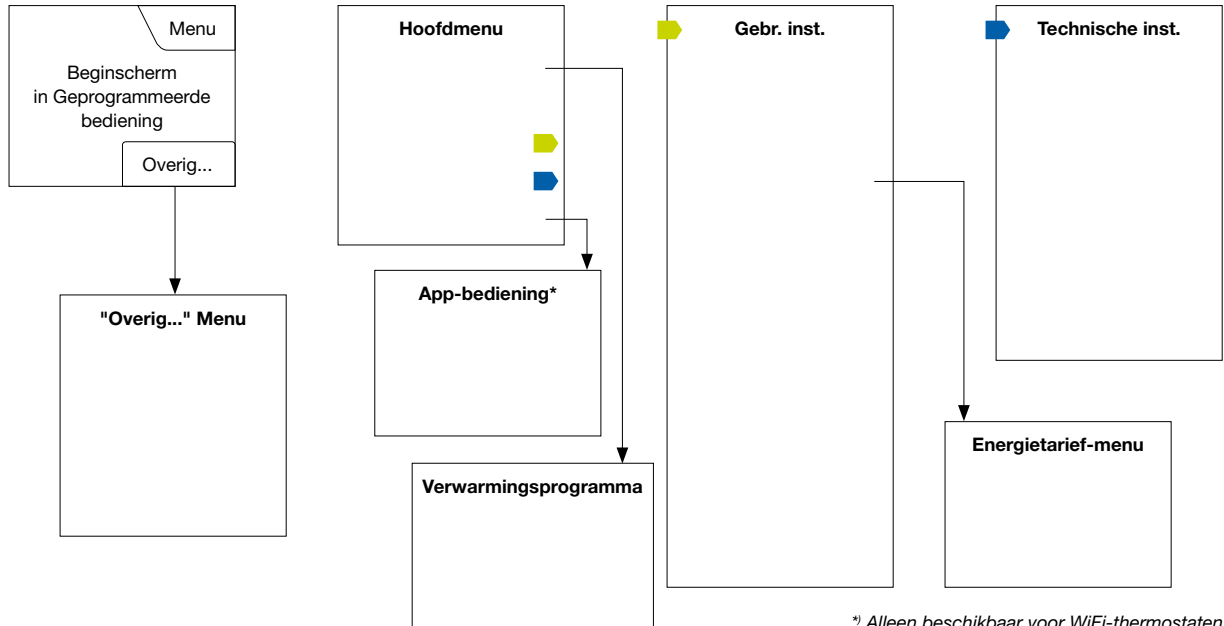 Menu
Beginscherm
in Geprogrammeerde
bediening
Overig...
"Overig..." Menu
Hoofdmenu
App-bediening*
Verwarmingsprogramma
Gebr. inst.
Technische inst.
Energietarief-menu
*) Alleen beschikbaar voor WiFi-thermostaten